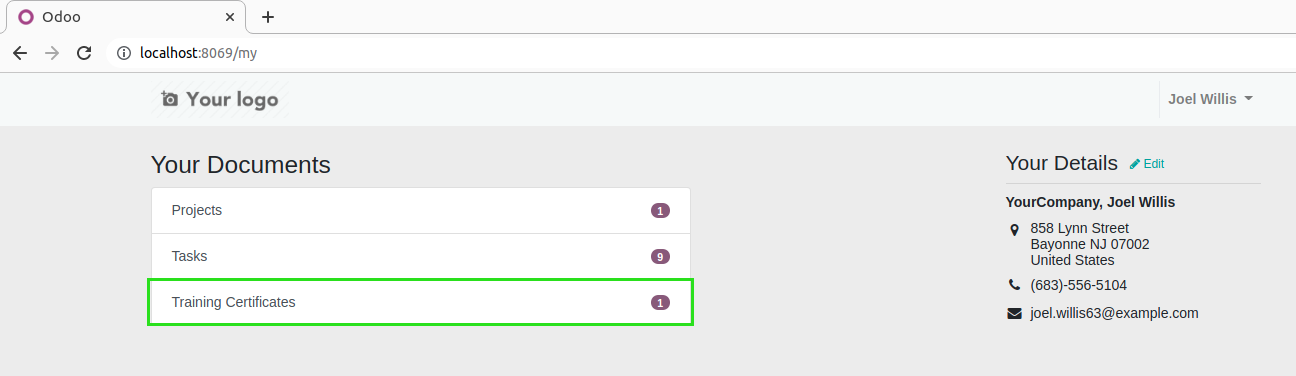 Odoo
localhost:8069/my
Your logo
Joel Willis
Your Documents
Projects 1
Tasks 9
Training Certificates 1
Your Details Edit
YourCompany, Joel Willis
858 Lynn Street
Bayonne NJ 07002
United States
(683)-556-5104
joel.willis63@example.com